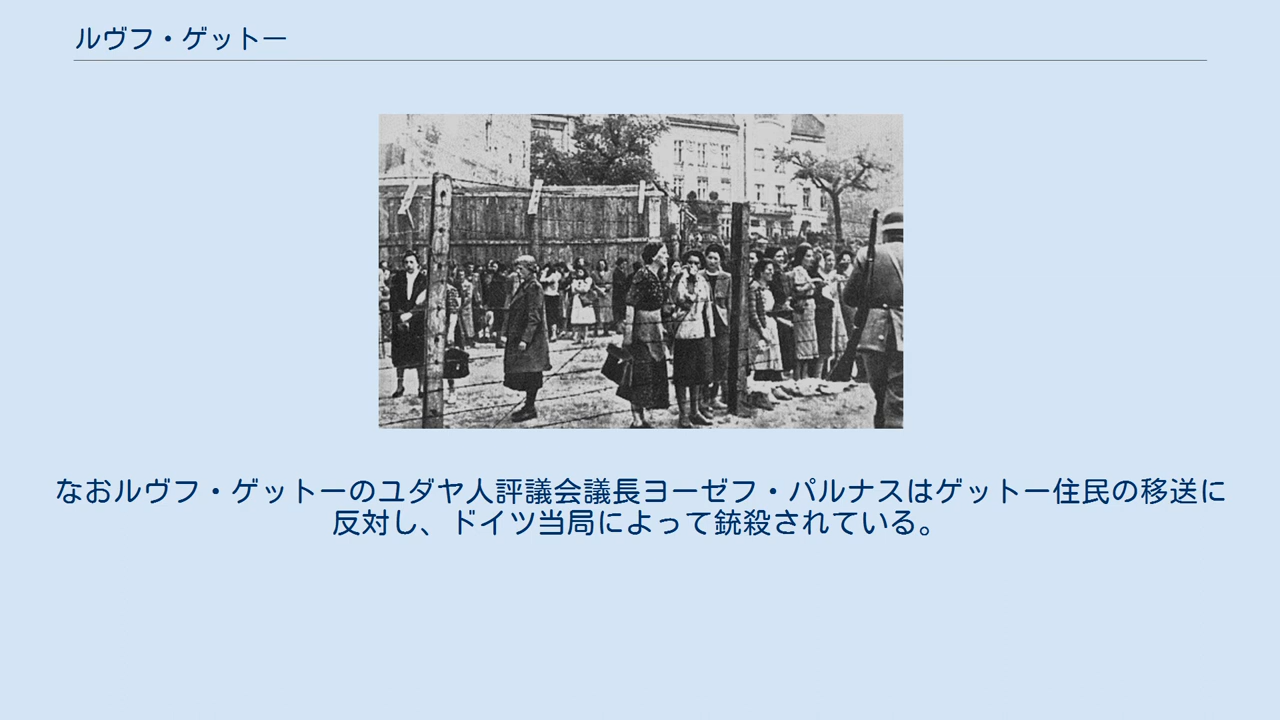 ルヴフ・ゲットー
なおルヴフ・ゲットーのユダヤ人評議会議長ヨーゼフ・パルナスはゲットー住民の移送に
反対し、ドイツ当局によって銃殺されている。